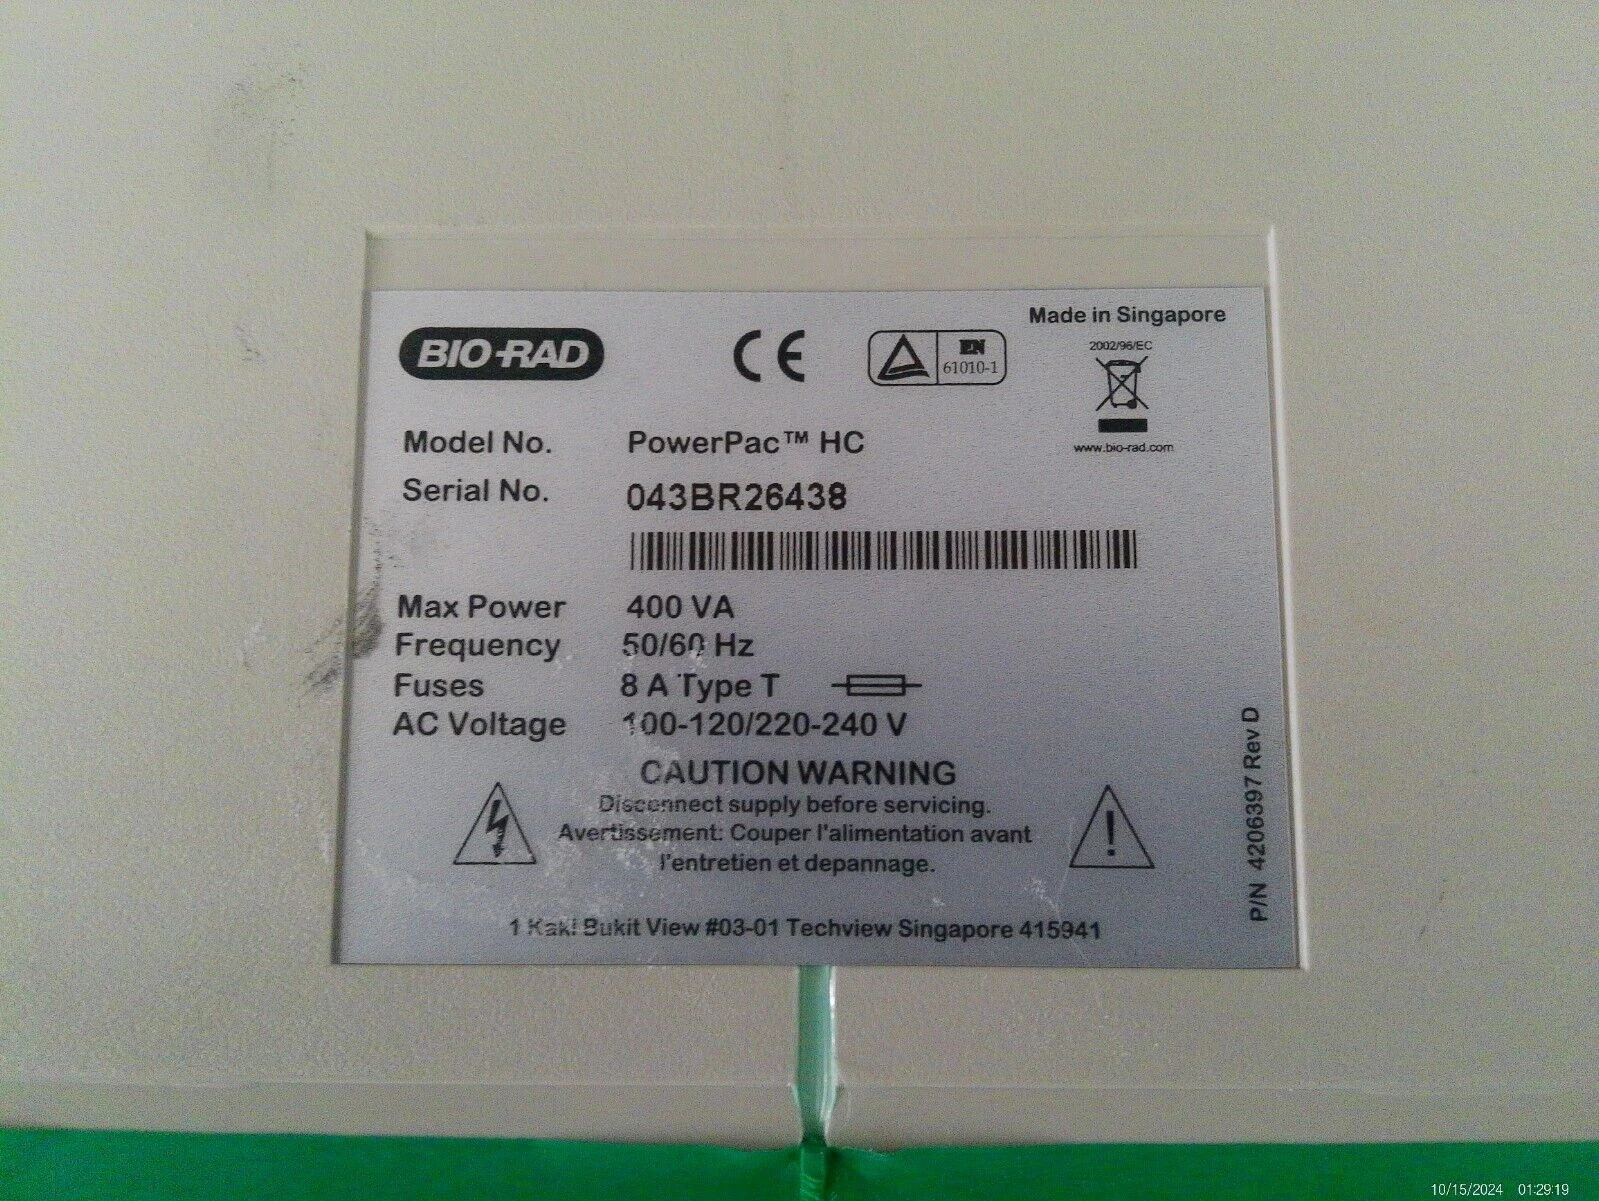 Made in Singapore
BIO-RAD
CE
EN
61010-1
2002/96/EC
www.bio-rad.com
Model No. PowerPac™ HC
Serial No. 043BR26438
Max Power 400 VA
Frequency 50/60 Hz
Fuses 8 A Type T
AC Voltage 100-120/220-240 V
CAUTION WARNING
Disconnect supply before servicing.
Avertissement: Couper l'alimentation avant
l'entretien et depannage.
1 Kaki Bukit View #03-01 Techview Singapore 415941
P/N 4206397 Rev D
10/15/2024 01:29:19